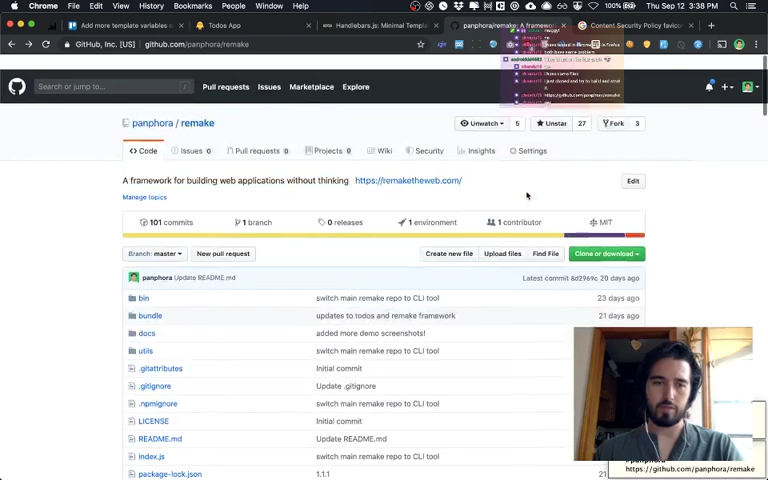 Chrome File Edit View History Bookmarks People Window Help
100% Thu Sep 12 3:38 PM
Add more template variables
Todos App
Handlebars.js: Minimal Templ
panphora/remake: A framew
Content Security Policy favico
GitHub, Inc. [US] github.com/panphora/remake
Search or jump to...
Pull requests Issues Marketplace Explore
panphora / remake
Unwatch 5 Unstar 27 Fork 3
Code Issues 0 Pull requests 0 Projects 0 Wiki Security Insights Settings
A framework for building web applications without thinking https://remaketheweb.com/
Edit
Manage topics
101 commits 1 branch 0 releases 1 environment 1 contributor MIT
Branch: master New pull request Create new file Upload files Find File Clone or download
panphora Update README.md Latest commit 8d2969c 20 days ago
bin switch main remake repo to CLI tool 23 days ago
bundle updates to todos and remake framework 21 days ago
docs added more demo screenshots!
utils switch main remake repo to CLI tool
.gitattributes Initial commit
.gitignore Update .gitignore
.npmignore switch main remake repo to CLI tool
LICENSE Initial commit
README.md Update README.md
index.js switch main remake repo to CLI tool
package-lock.json 1.1.1
https://github.com/panphora/remake